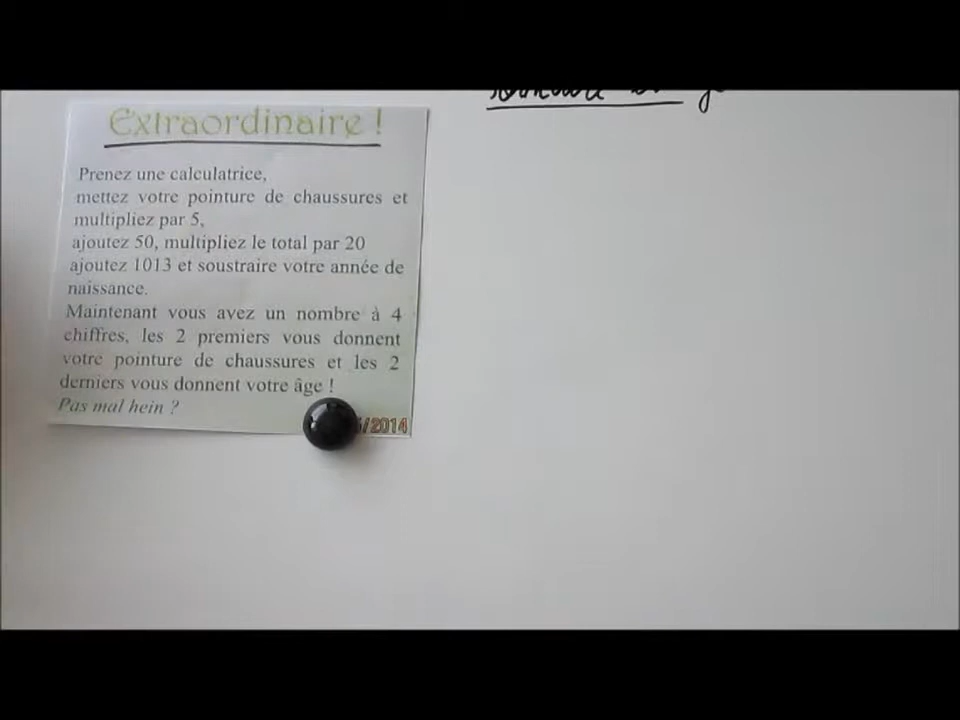 Extraordinaire !
Prenez une calculatrice,
mettez votre pointure de chaussures et
multipliez par 5,
ajoutez 50, multipliez le total par 20
ajoutez 1013 et soustraire votre année de
naissance.
Maintenant vous avez un nombre à 4
chiffres, les 2 premiers vous donnent
votre pointure de chaussures et les 2
derniers vous donnent votre âge !
Pas mal hein ?
/2014